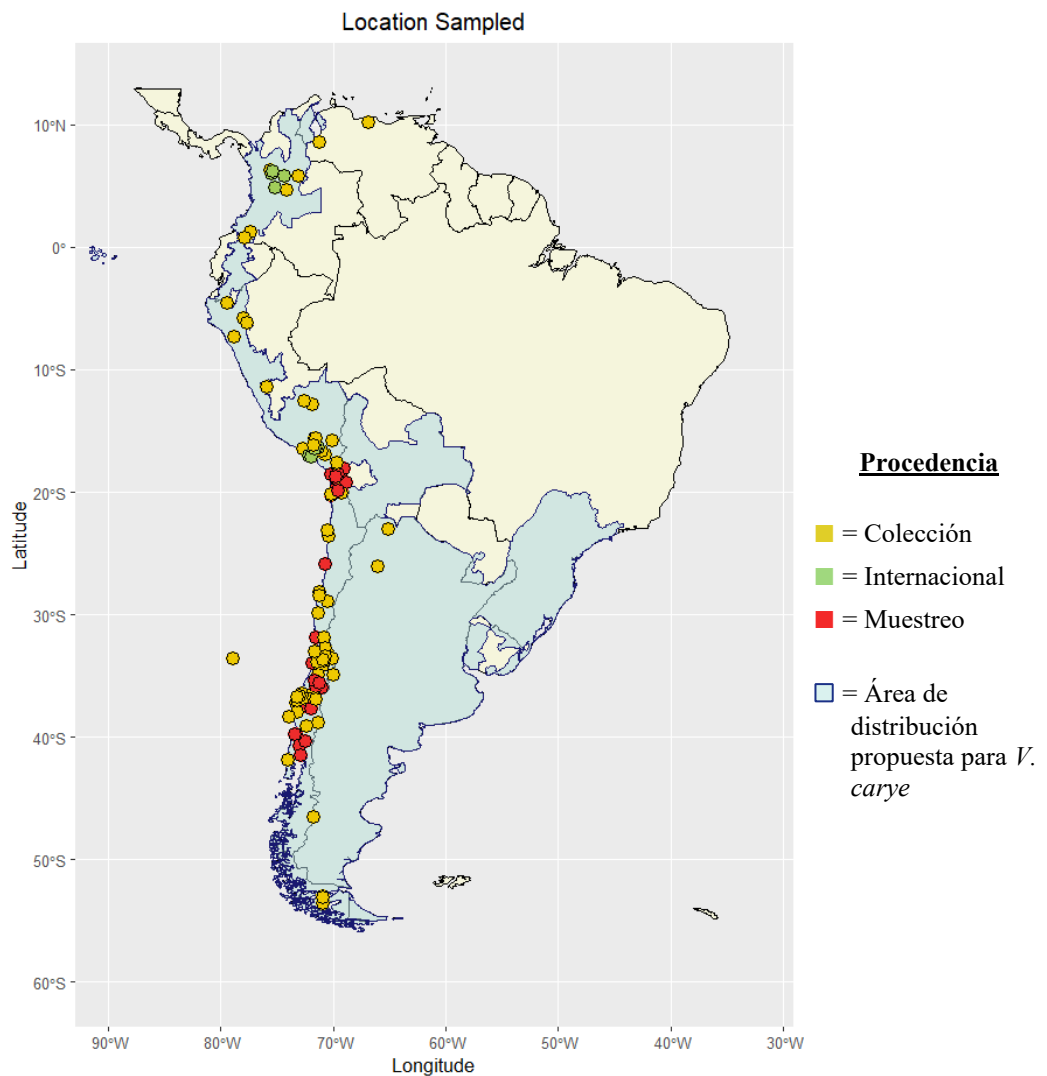 Location Sampled
10°N
0°
10°S
20°S
30°S
40°S
50°S
60°S
Latitude
90°W
80°W
70°W
60°W
50°W
40°W
30°W
Longitude
Procedencia
= Colección
= Internacional
= Muestreo
= Área de
distribución
propuesta para V.
carye